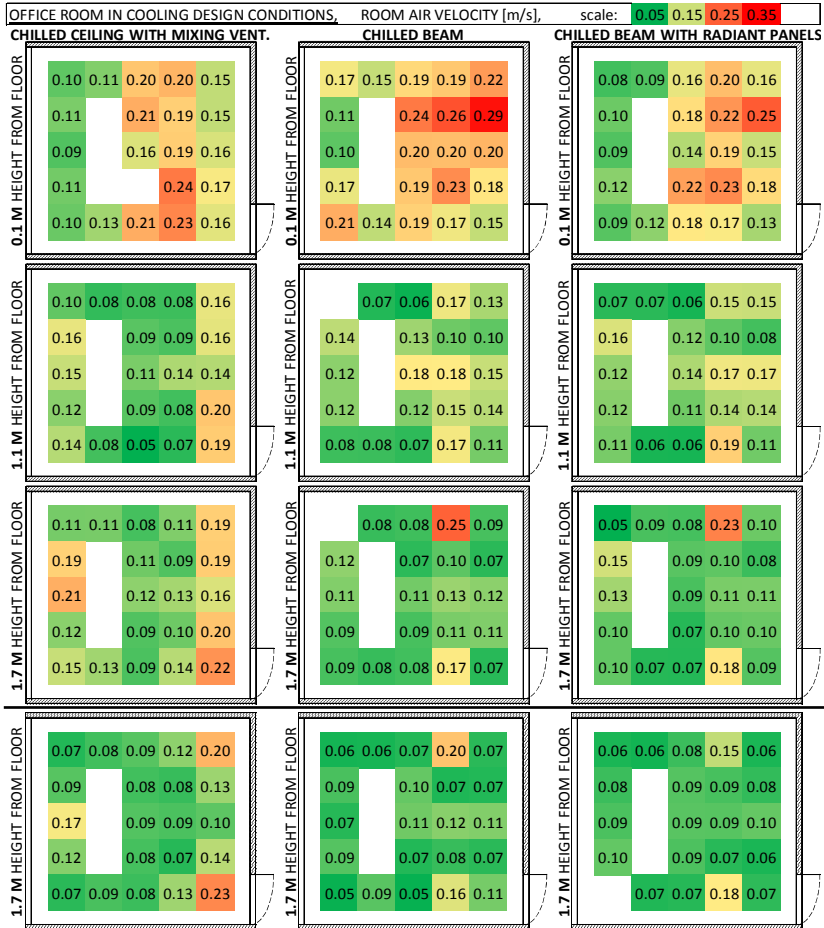 OFFICE ROOM IN COOLING DESIGN CONDITIONS, ROOM AIR VELOCITY [m/s], scale: 0.05 0.15 0.25 0.35
CHILLED CEILING WITH MIXING VENT. CHILLED BEAM CHILLED BEAM WITH RADIANT PANELS
0.1 M HEIGHT FROM FLOOR
0.10 0.11 0.20 0.20 0.15
0.11 0.21 0.19 0.15
0.09 0.16 0.19 0.16
0.11 0.24 0.17
0.10 0.13 0.21 0.23 0.16
0.1 M HEIGHT FROM FLOOR
0.17 0.15 0.19 0.19 0.22
0.11 0.24 0.26 0.29
0.10 0.20 0.20 0.20
0.17 0.19 0.23 0.18
0.21 0.14 0.19 0.17 0.15
0.1 M HEIGHT FROM FLOOR
0.08 0.09 0.16 0.20 0.16
0.10 0.18 0.22 0.25
0.09 0.14 0.19 0.15
0.12 0.22 0.23 0.18
0.09 0.12 0.18 0.17 0.13
1.1 M HEIGHT FROM FLOOR
0.10 0.08 0.08 0.08 0.16
0.16 0.09 0.09 0.16
0.15 0.11 0.14 0.14
0.12 0.09 0.08 0.20
0.14 0.08 0.05 0.07 0.19
1.1 M HEIGHT FROM FLOOR
0.07 0.06 0.17 0.13
0.14 0.13 0.10 0.10
0.12 0.18 0.18 0.15
0.12 0.12 0.15 0.14
0.08 0.08 0.07 0.17 0.11
1.1 M HEIGHT FROM FLOOR
0.07 0.07 0.06 0.15 0.15
0.16 0.12 0.10 0.08
0.12 0.14 0.17 0.17
0.12 0.11 0.14 0.14
0.11 0.06 0.06 0.19 0.11
1.7 M HEIGHT FROM FLOOR
0.11 0.11 0.08 0.11 0.19
0.19 0.11 0.09 0.19
0.21 0.12 0.13 0.16
0.12 0.09 0.10 0.20
0.15 0.13 0.09 0.14 0.22
1.7 M HEIGHT FROM FLOOR
0.08 0.08 0.25 0.09
0.12 0.07 0.10 0.07
0.11 0.11 0.13 0.12
0.09 0.09 0.11 0.11
0.09 0.08 0.08 0.17 0.07
1.7 M HEIGHT FROM FLOOR
0.05 0.09 0.08 0.23 0.10
0.15 0.09 0.10 0.08
0.13 0.09 0.11 0.11
0.10 0.07 0.10 0.10
0.10 0.07 0.07 0.18 0.09
1.7 M HEIGHT FROM FLOOR
0.07 0.08 0.09 0.12 0.20
0.09 0.08 0.08 0.13
0.17 0.09 0.09 0.10
0.12 0.08 0.07 0.14
0.07 0.09 0.08 0.13 0.23
1.7 M HEIGHT FROM FLOOR
0.06 0.06 0.07 0.20 0.07
0.09 0.10 0.07 0.07
0.07 0.11 0.12 0.11
0.09 0.07 0.08 0.07
0.05 0.09 0.05 0.16 0.11
1.7 M HEIGHT FROM FLOOR
0.06 0.06 0.08 0.15 0.06
0.08 0.09 0.09 0.08
0.09 0.09 0.09 0.10
0.10 0.09 0.07 0.06
0.07 0.07 0.18 0.07